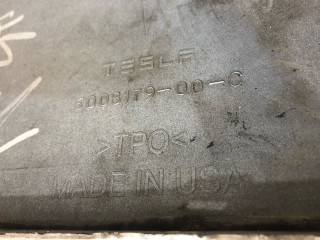 TESLA
6008179-00-C
>TPO<
MADE IN USA